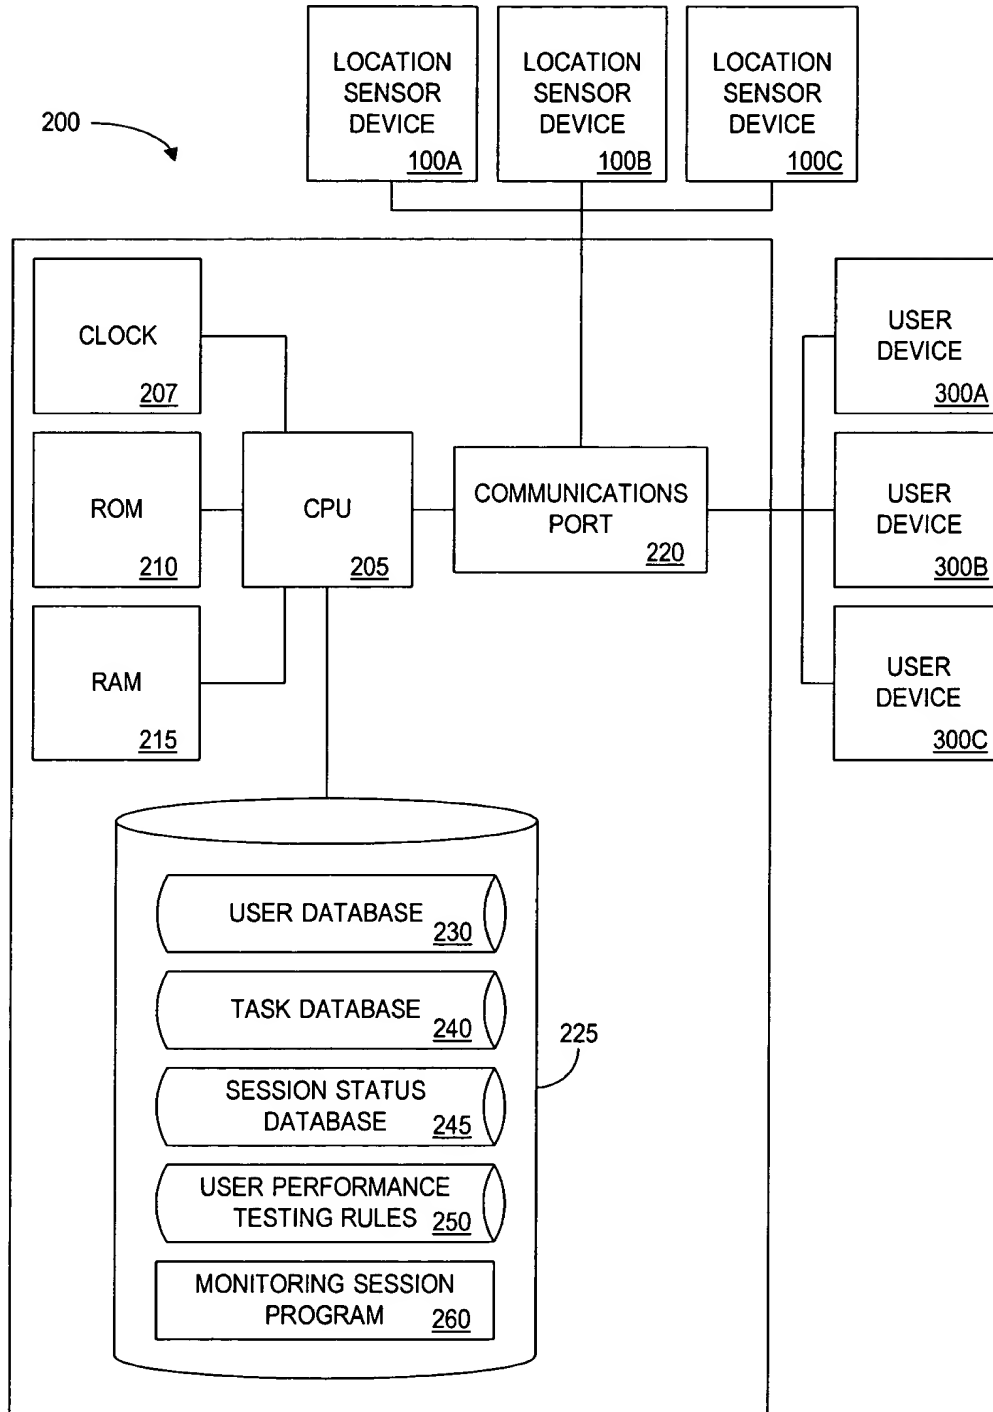 LOCATION
SENSOR
DEVICE
100A
LOCATION
SENSOR
DEVICE
100B
LOCATION
SENSOR
DEVICE
100C
200
CLOCK
207
ROM
210
RAM
215
CPU
205
COMMUNICATIONS
PORT
220
USER
DEVICE
300A
USER
DEVICE
300B
USER
DEVICE
300C
USER DATABASE
230
TASK DATABASE
240
SESSION STATUS
DATABASE
245
USER PERFORMANCE
TESTING RULES
250
MONITORING SESSION
PROGRAM
260
225